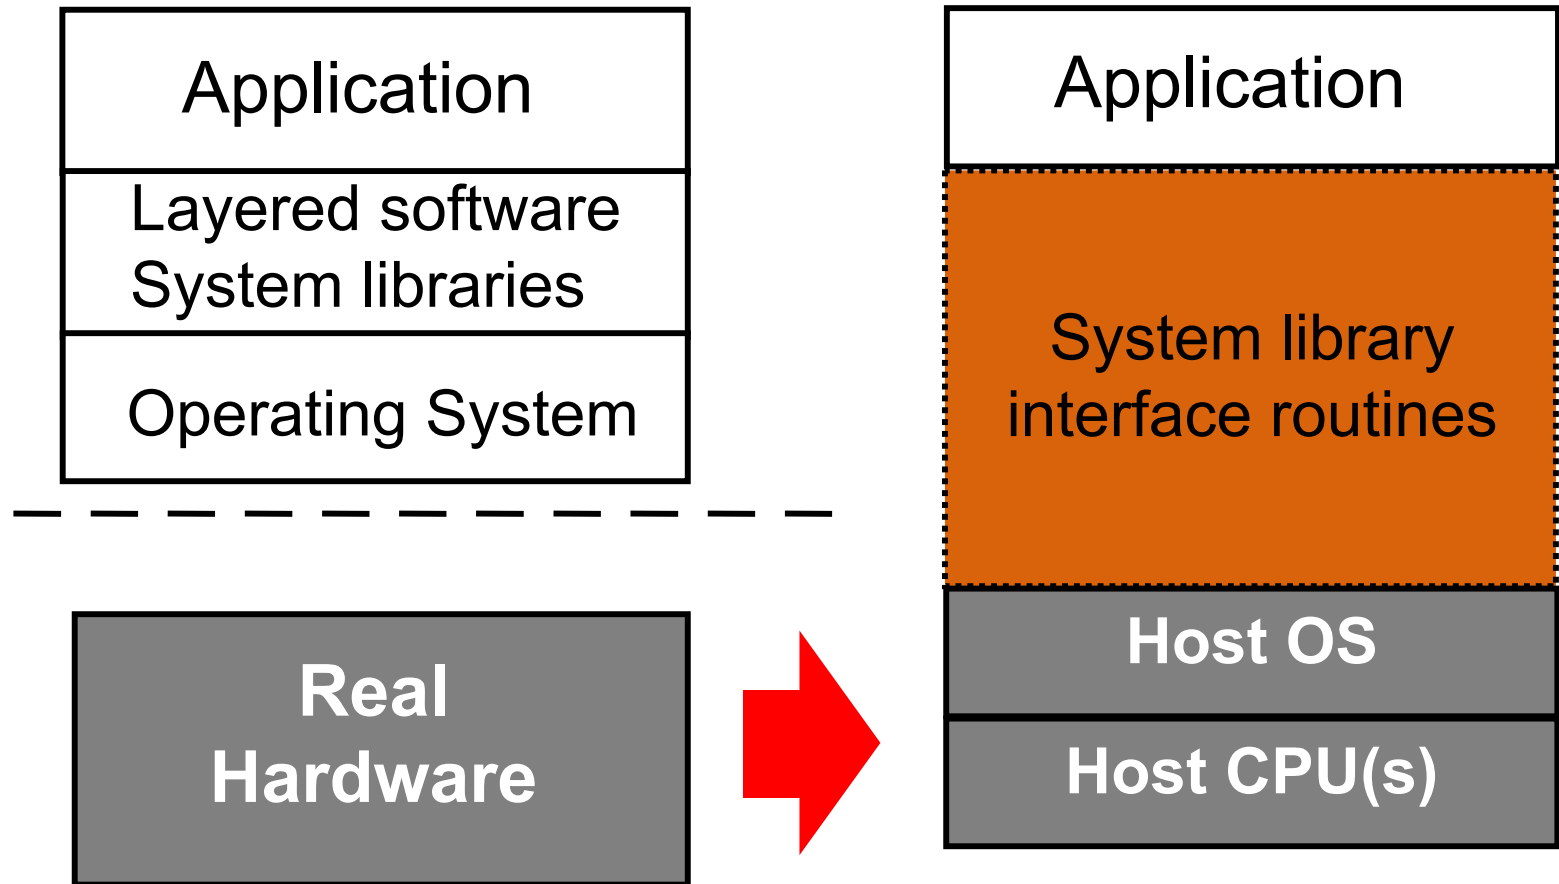 Application
Layered software
System libraries
Operating System
Real
Hardware
Application
System library
interface routines
Host OS
Host CPU(s)